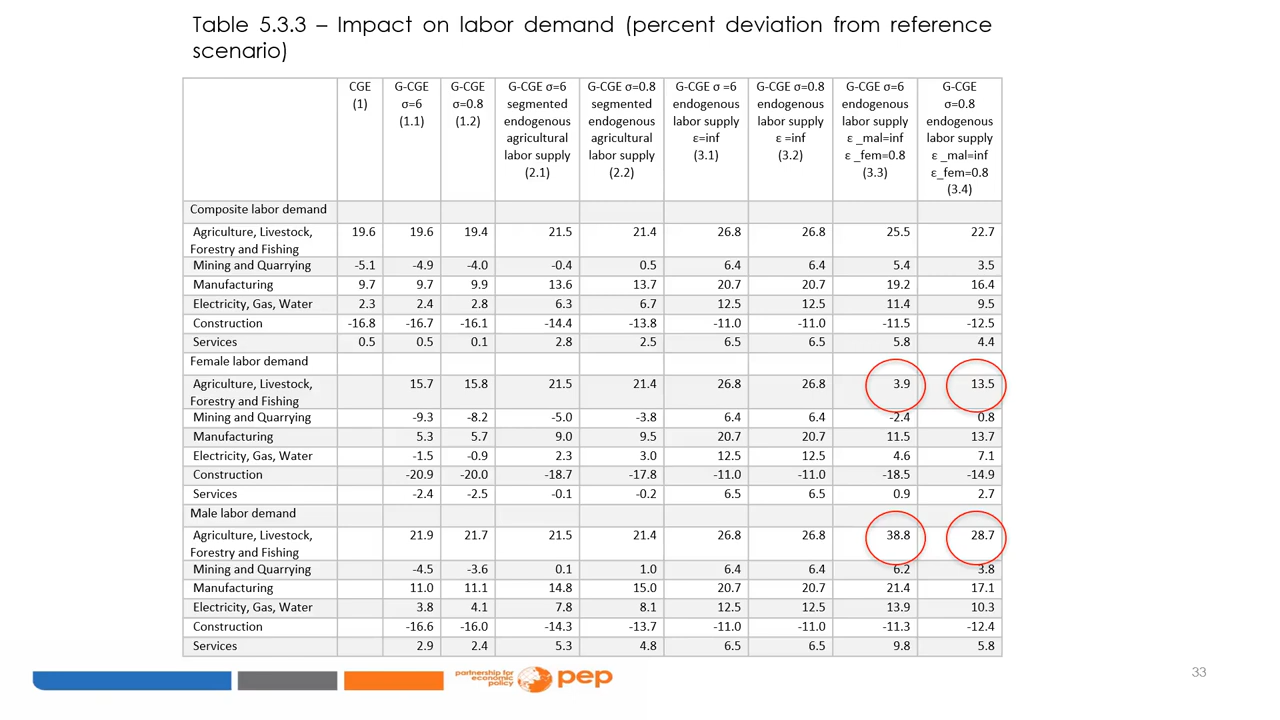 Table 5.3.3 – Impact on labor demand (percent deviation from reference
scenario)
CGE (1) G-CGE σ=6 (1.1) G-CGE σ=0.8 (1.2) G-CGE σ=6 segmented endogenous agricultural labor supply (2.1) G-CGE σ=0.8 segmented endogenous agricultural labor supply (2.2) G-CGE σ =6 endogenous labor supply ε=inf (3.1) G-CGE σ=0.8 endogenous labor supply ε =inf (3.2) G-CGE σ=6 endogenous labor supply ε _mal=inf ε _fem=0.8 (3.3) G-CGE σ=0.8 endogenous labor supply ε _mal=inf ε_fem=0.8 (3.4)
Composite labor demand
Agriculture, Livestock, Forestry and Fishing 19.6 19.6 19.4 21.5 21.4 26.8 26.8 25.5 22.7
Mining and Quarrying -5.1 -4.9 -4.0 -0.4 0.5 6.4 6.4 5.4 3.5
Manufacturing 9.7 9.7 9.9 13.6 13.7 20.7 20.7 19.2 16.4
Electricity, Gas, Water 2.3 2.4 2.8 6.3 6.7 12.5 12.5 11.4 9.5
Construction -16.8 -16.7 -16.1 -14.4 -13.8 -11.0 -11.0 -11.5 -12.5
Services 0.5 0.5 0.1 2.8 2.5 6.5 6.5 5.8 4.4
Female labor demand
Agriculture, Livestock, Forestry and Fishing 15.7 15.8 21.5 21.4 26.8 26.8 3.9 13.5
Mining and Quarrying -9.3 -8.2 -5.0 -3.8 6.4 6.4 -2.4 0.8
Manufacturing 5.3 5.7 9.0 9.5 20.7 20.7 11.5 13.7
Electricity, Gas, Water -1.5 -0.9 2.3 3.0 12.5 12.5 4.6 7.1
Construction -20.9 -20.0 -18.7 -17.8 -11.0 -11.0 -18.5 -14.9
Services -2.4 -2.5 -0.1 -0.2 6.5 6.5 0.9 2.7
Male labor demand
Agriculture, Livestock, Forestry and Fishing 21.9 21.7 21.5 21.4 26.8 26.8 38.8 28.7
Mining and Quarrying -4.5 -3.6 0.1 1.0 6.4 6.4 6.2 3.8
Manufacturing 11.0 11.1 14.8 15.0 20.7 20.7 21.4 17.1
Electricity, Gas, Water 3.8 4.1 7.8 8.1 12.5 12.5 13.9 10.3
Construction -16.6 -16.0 -14.3 -13.7 -11.0 -11.0 -11.3 -12.4
Services 2.9 2.4 5.3 4.8 6.5 6.5 9.8 5.8
partnership for
economic
policy
pep
33